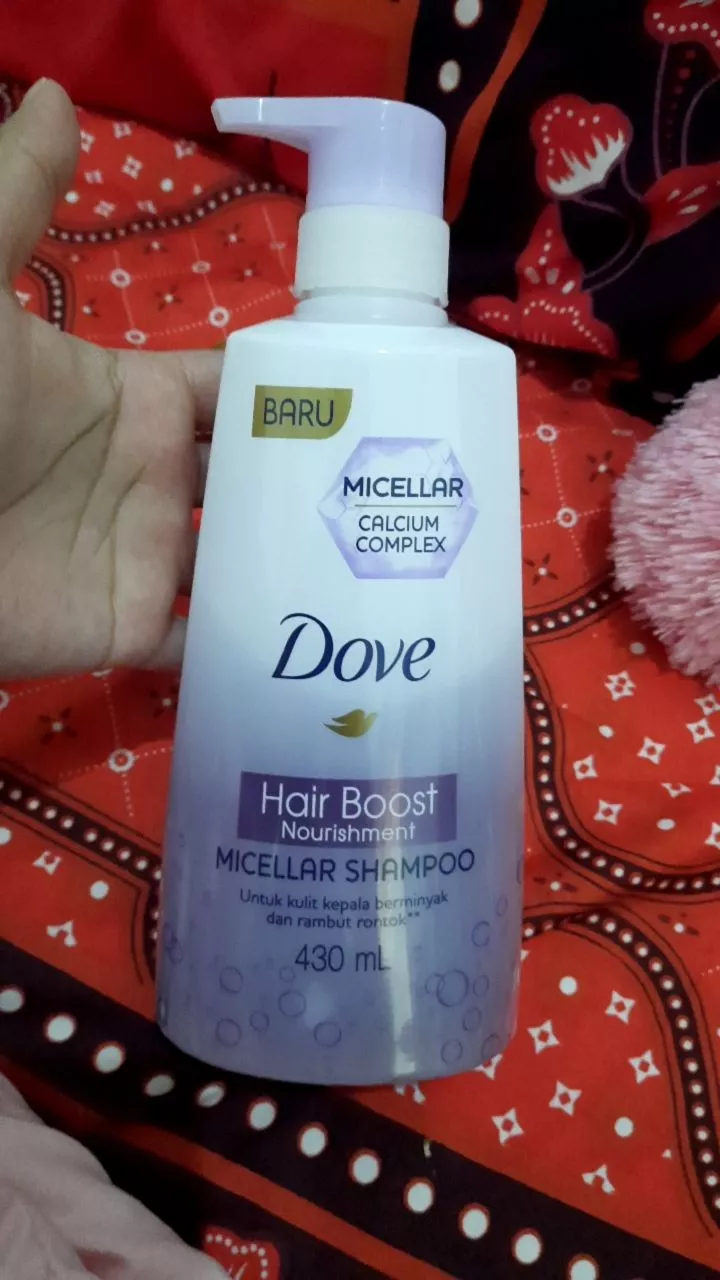 BARU
MICELLAR
CALCIUM
COMPLEX
Dove
Hair Boost
Nourishment
MICELLAR SHAMPOO
Untuk kulit kepala berminyak
dan rambut rontok**
430 mL